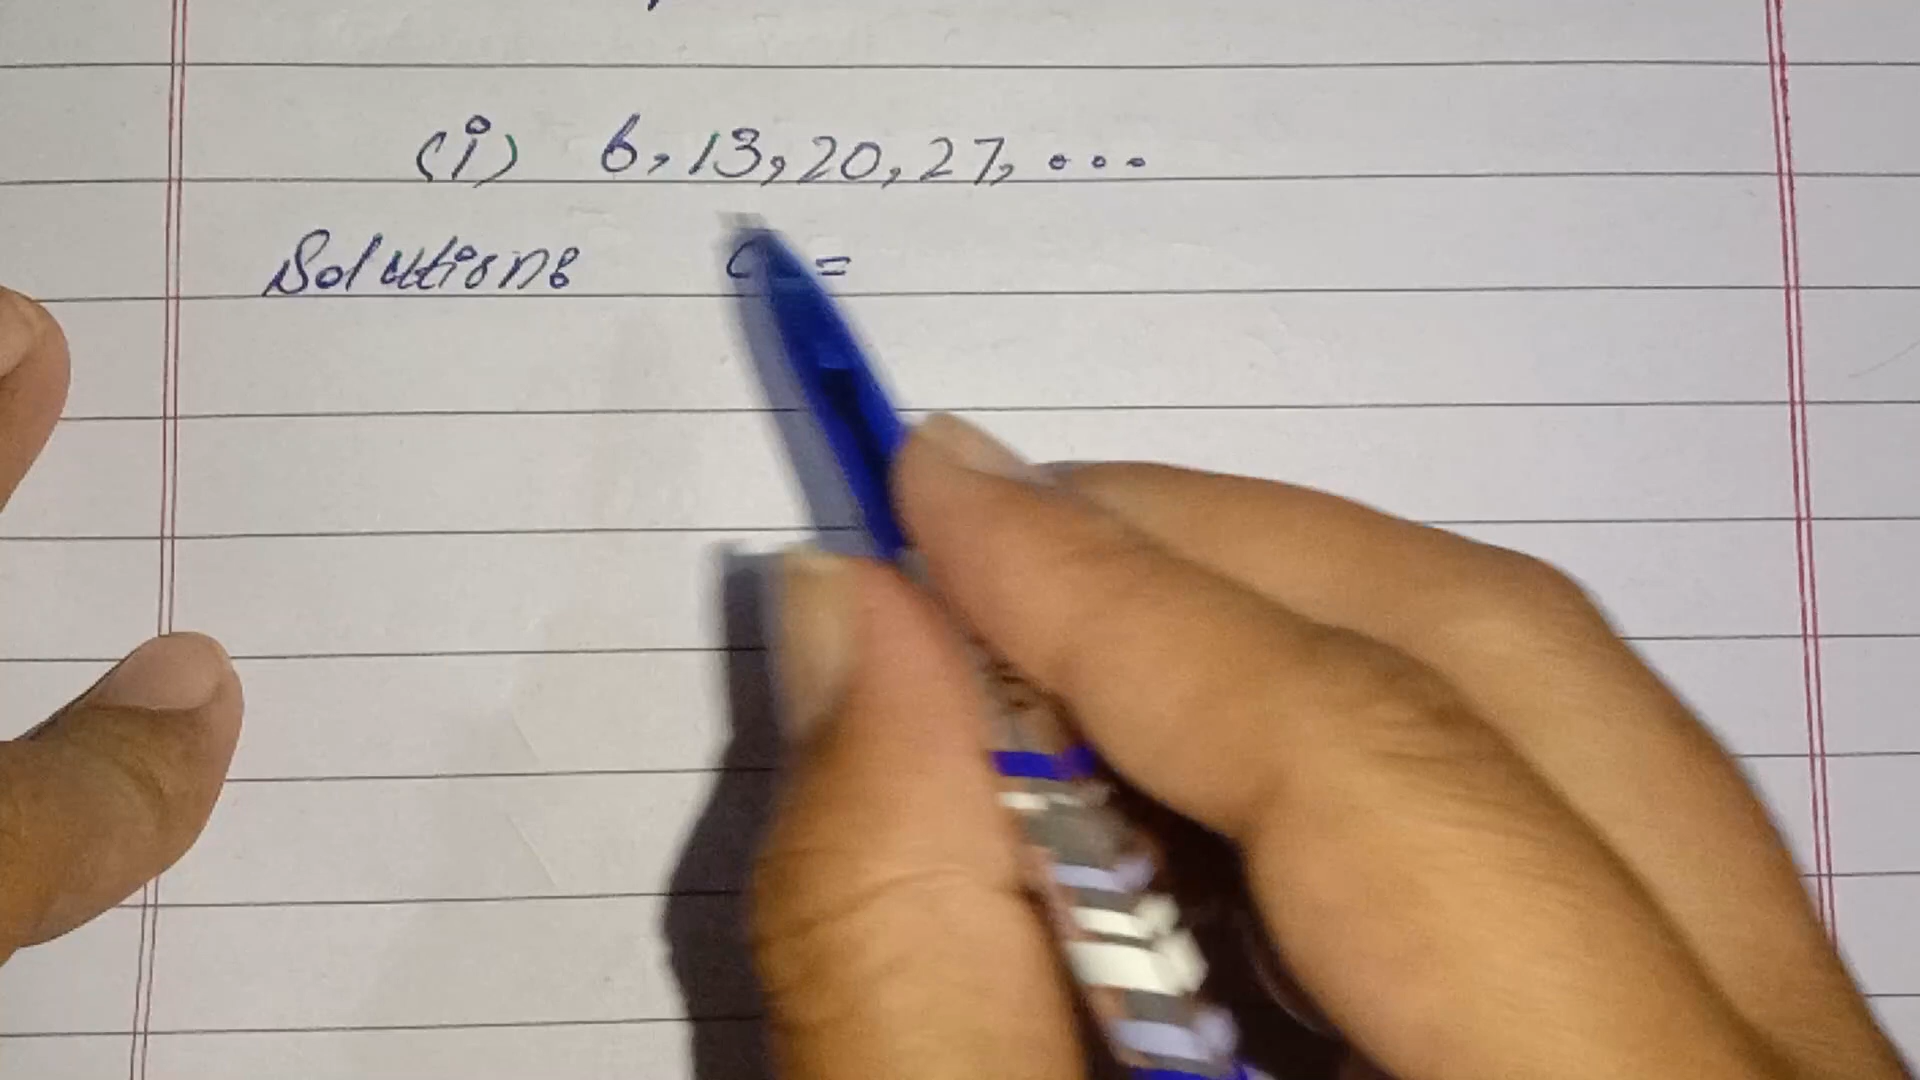 (i) 6, 13, 20, 27, ...
Solution: a =